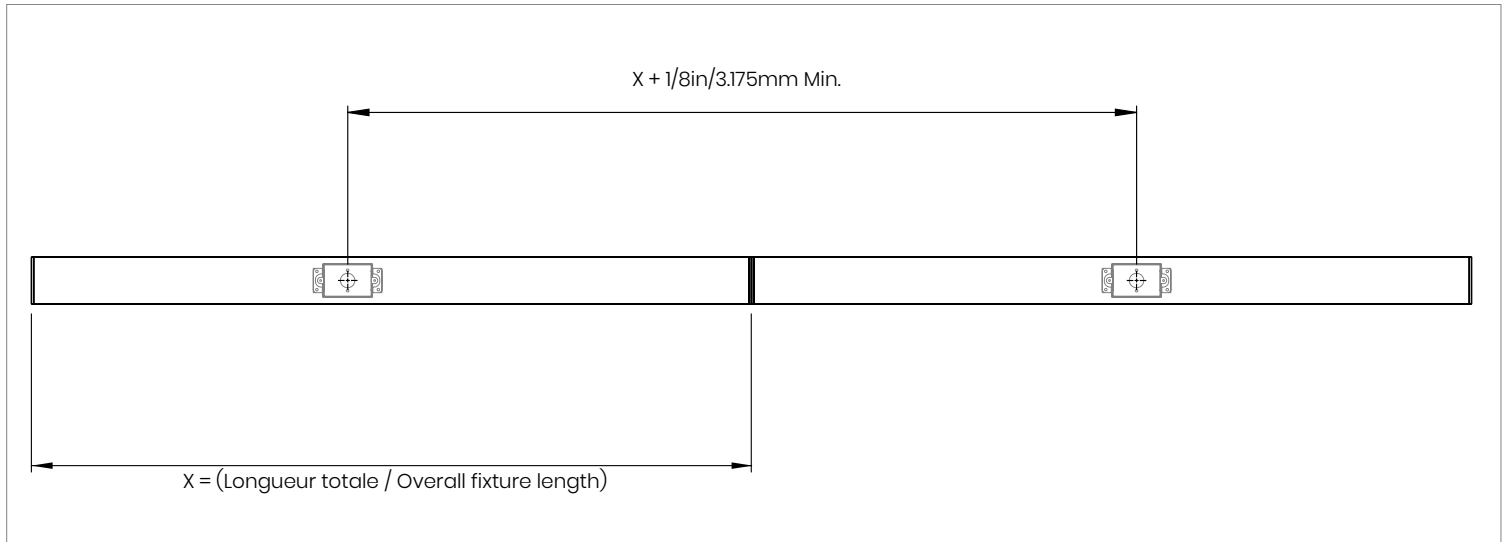 X + 1/8in/3.175mm Min.
X = (Longueur totale / Overall fixture length)